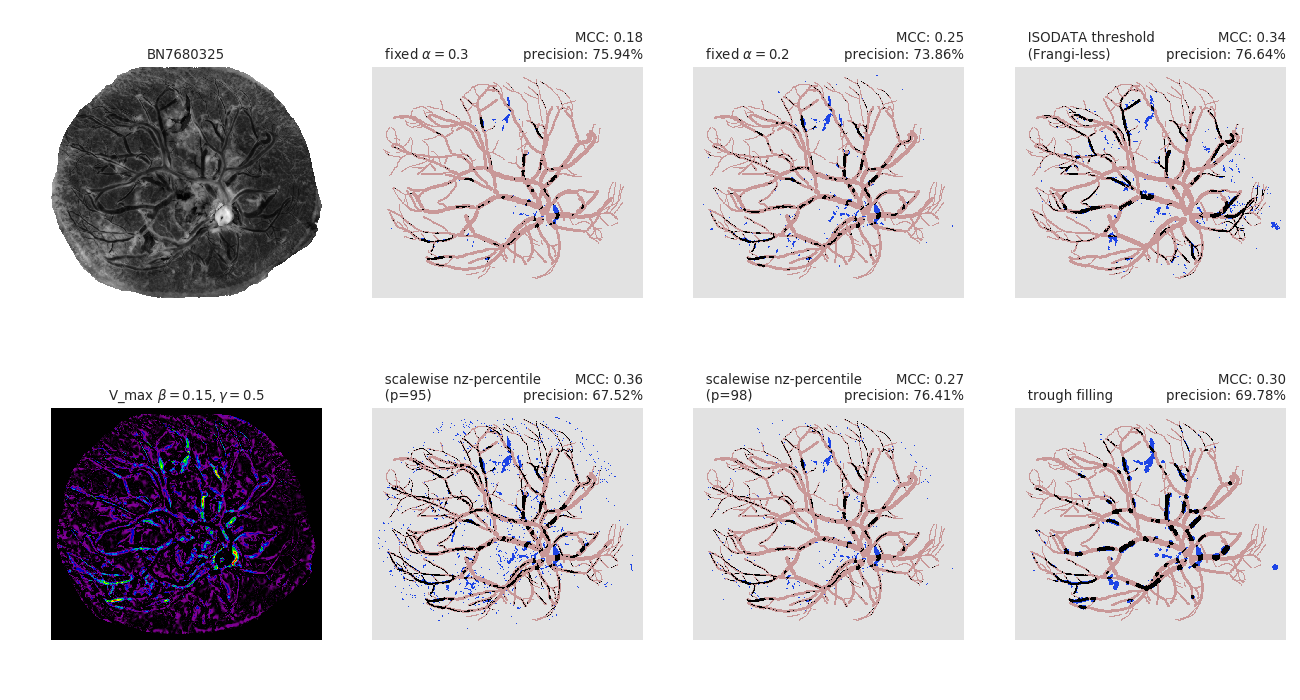 BN7680325
MCC: 0.18
fixed α = 0.3 precision: 75.94%
MCC: 0.25
fixed α = 0.2 precision: 73.86%
ISODATA threshold MCC: 0.34
(Frangi-less) precision: 76.64%
V_max β = 0.15, γ = 0.5
scalewise nz-percentile MCC: 0.36
(p=95) precision: 67.52%
scalewise nz-percentile MCC: 0.27
(p=98) precision: 76.41%
MCC: 0.30
trough filling precision: 69.78%